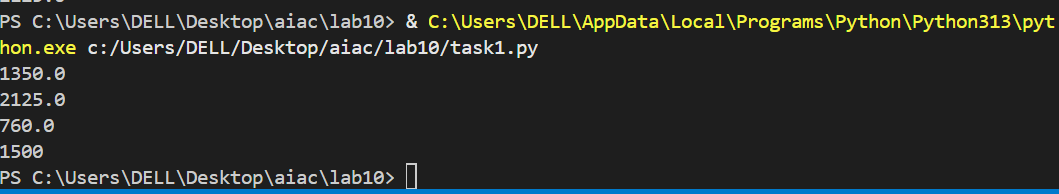 PS C:\Users\DELL\Desktop\aiac\lab10> & C:\Users\DELL\AppData\Local\Programs\Python\Python313\pyt
hon.exe c:/Users/DELL/Desktop/aiac/lab10/task1.py
1350.0
2125.0
760.0
1500
PS C:\Users\DELL\Desktop\aiac\lab10>